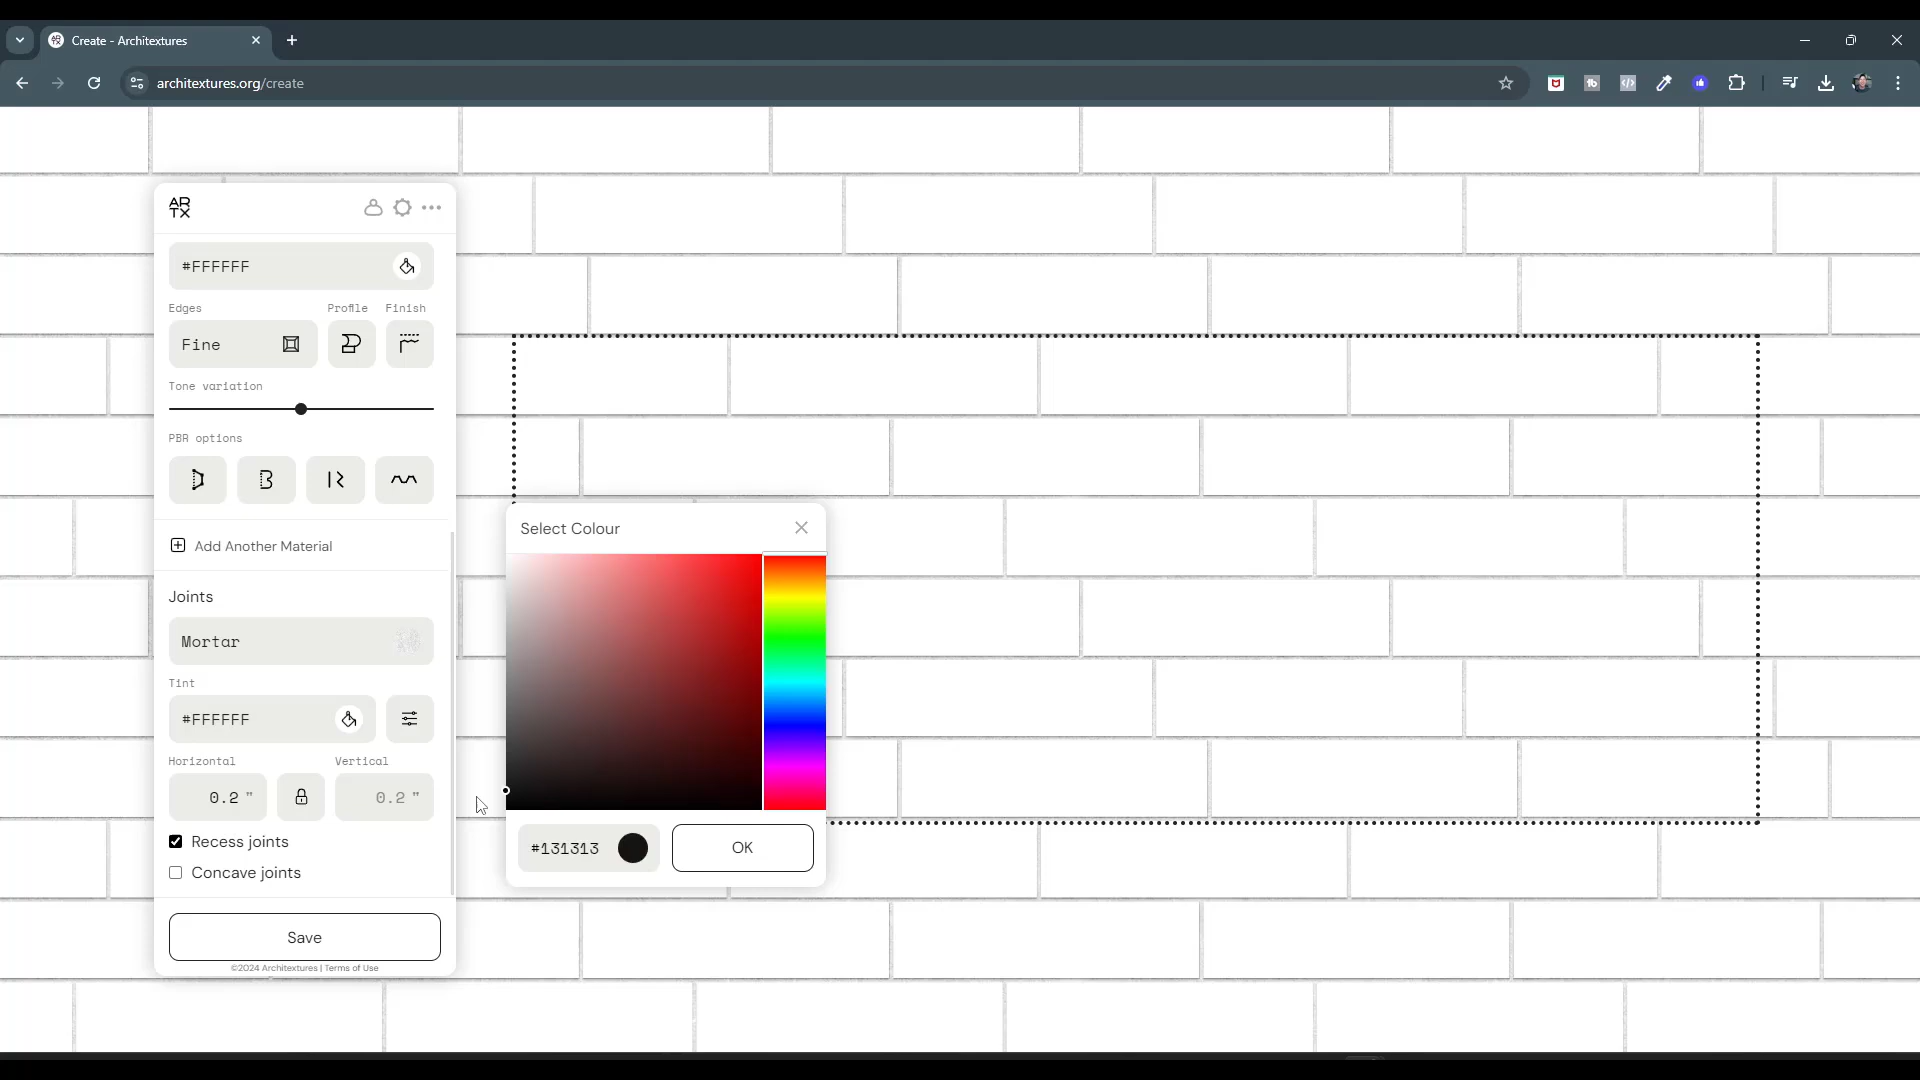 Create - Architextures
architextures.org/create
AR
TX
#FFFFFF
Edges
Profile
Finish
Fine
Tone variation
PBR options
Add Another Material
Joints
Mortar
Tint
#FFFFFF
Horizontal
Vertical
0.2 "
0.2 "
Recess joints
Concave joints
Save
©2024 Architextures | Terms of Use
Select Colour
#131313
OK